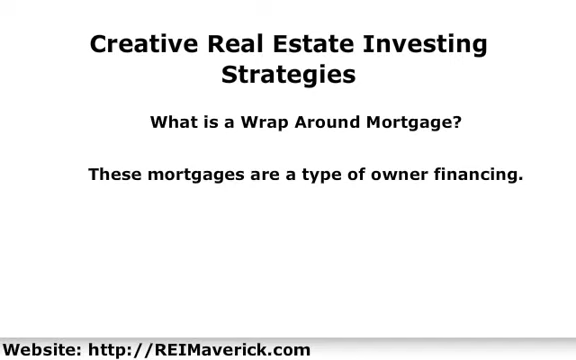 Creative Real Estate Investing
Strategies
What is a Wrap Around Mortgage?
These mortgages are a type of owner financing.
Website: http://REIMaverick.com